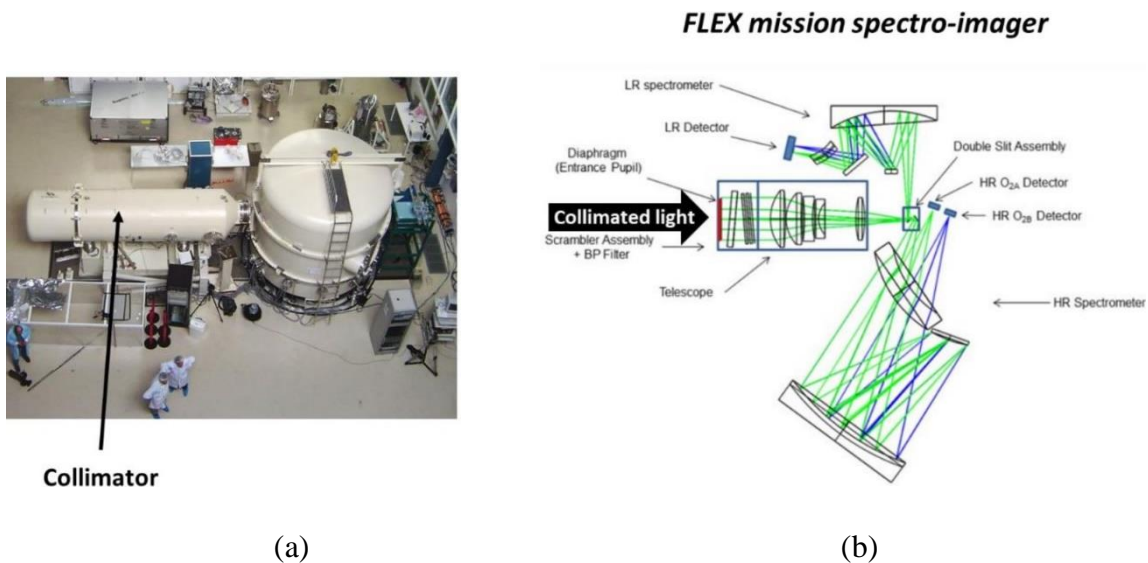 FLEX mission spectro-imager
LR spectrometer
LR Detector
Diaphragm
(Entrance Pupil)
Collimated light
Scrambler Assembly
+ BP Filter
Telescope
Double Slit Assembly
HR O2A Detector
HR O2B Detector
HR Spectrometer
Collimator
(a)
(b)